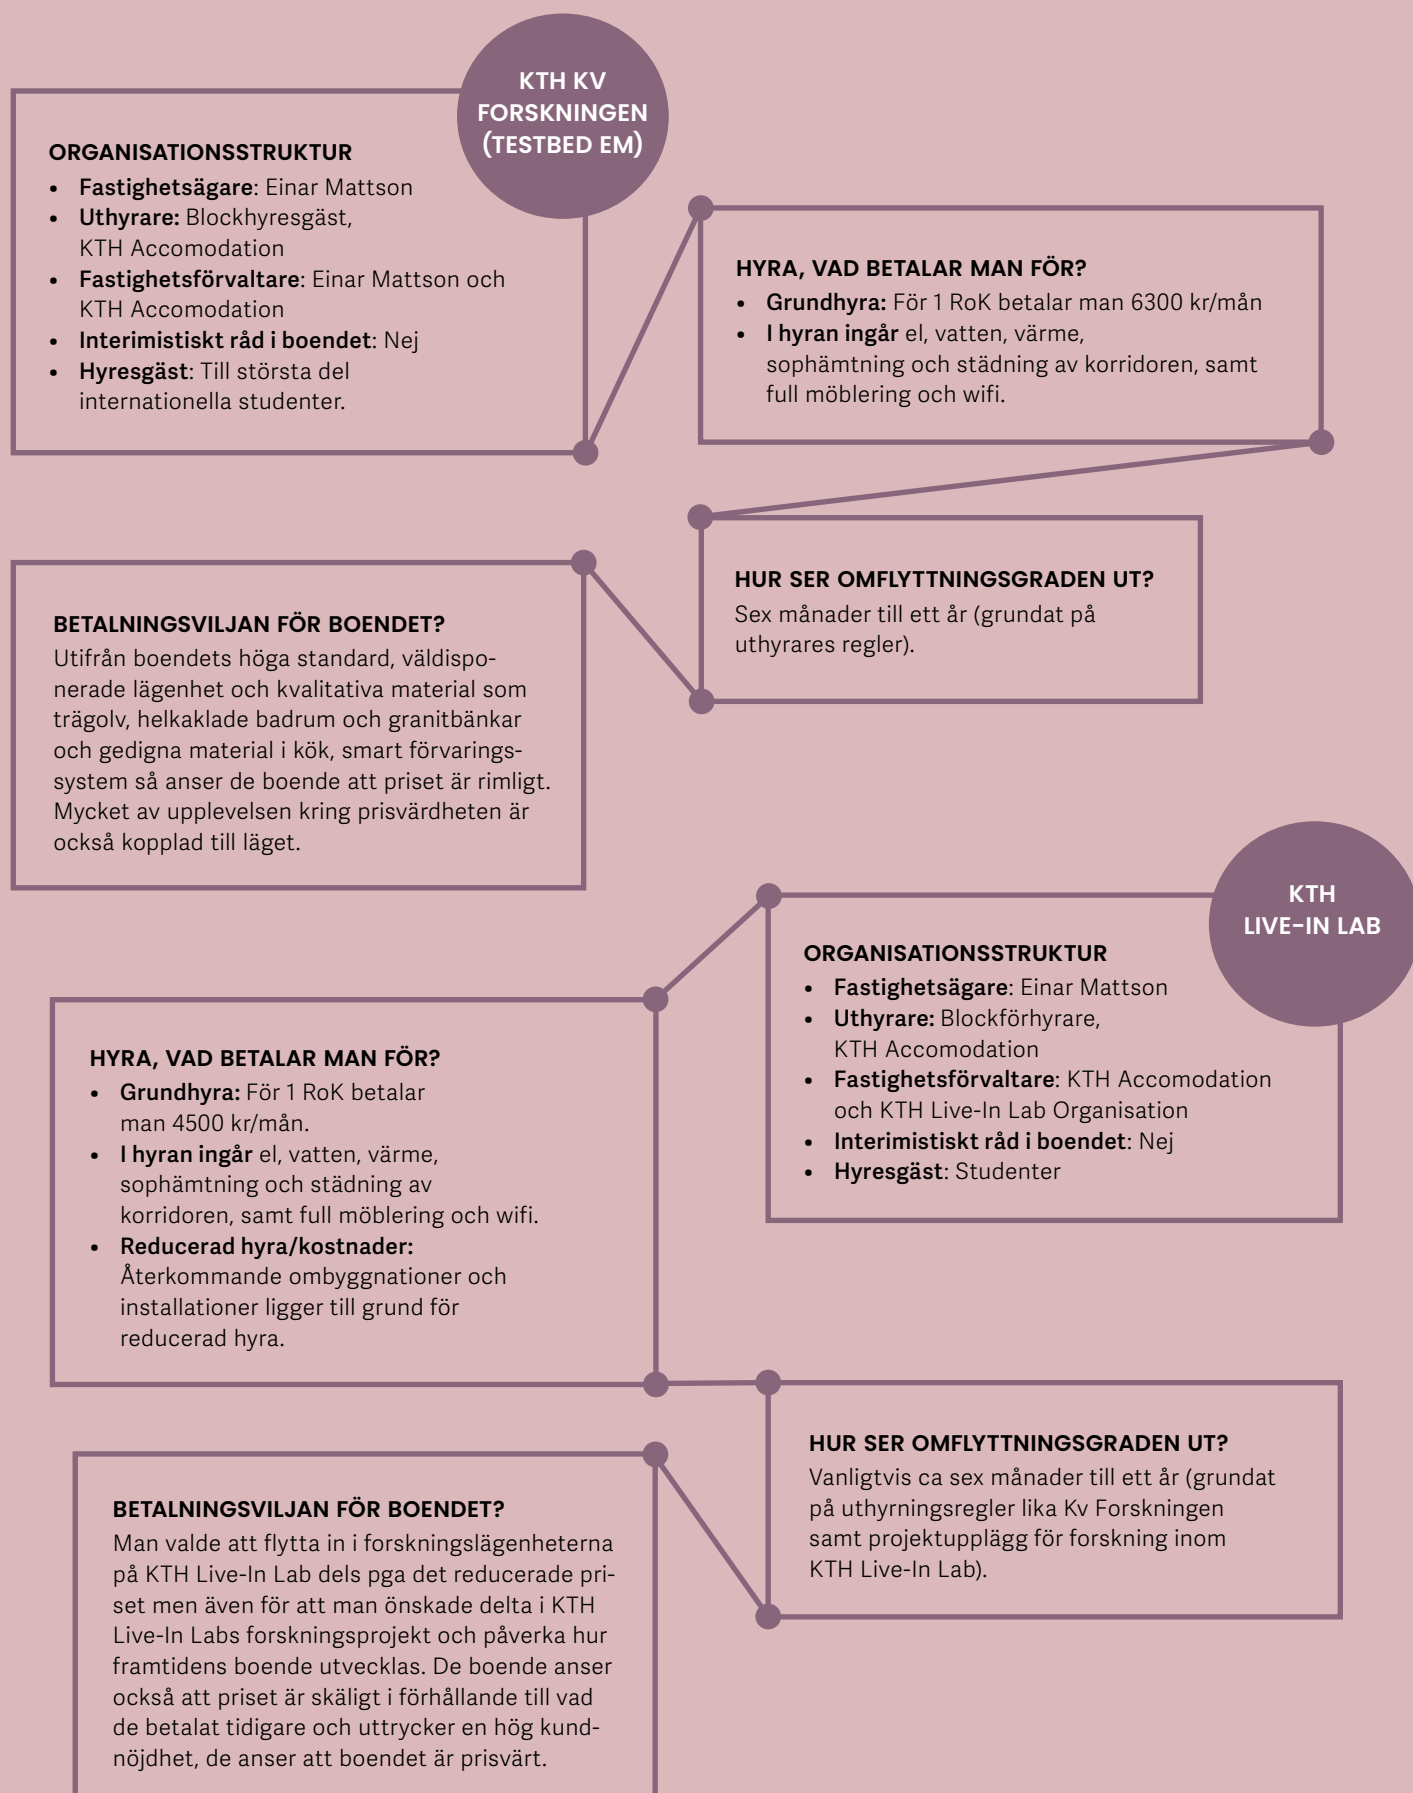 KTH KV
FORSKNINGEN
(TESTBED EM)
ORGANISATIONSSTRUKTUR
• Fastighetsägare: Einar Mattson
• Uthyrare: Blockhyresgäst,
KTH Accomodation
• Fastighetsförvaltare: Einar Mattson och
KTH Accomodation
• Interimistiskt råd i boendet: Nej
• Hyresgäst: Till största del
internationella studenter.
HYRA, VAD BETALAR MAN FÖR?
• Grundhyra: För 1 RoK betalar man 6300 kr/mån
• I hyran ingår el, vatten, värme,
sophämtning och städning av korridoren, samt
full möblering och wifi.
HUR SER OMFLYTTNINGSGRADEN UT?
Sex månader till ett år (grundat på
uthyrares regler).
BETALNINGSVILJAN FÖR BOENDET?
Utifrån boendets höga standard, väldispo-
nerade lägenhet och kvalitativa material som
trägolv, helkaklade badrum och granitbänkar
och gedigna material i kök, smart förvarings-
system så anser de boende att priset är rimligt.
Mycket av upplevelsen kring prisvärdheten är
också kopplad till läget.
KTH
LIVE-IN LAB
ORGANISATIONSSTRUKTUR
• Fastighetsägare: Einar Mattson
• Uthyrare: Blockförhyrare,
KTH Accomodation
• Fastighetsförvaltare: KTH Accomodation
och KTH Live-In Lab Organisation
• Interimistiskt råd i boendet: Nej
• Hyresgäst: Studenter
HYRA, VAD BETALAR MAN FÖR?
• Grundhyra: För 1 RoK betalar
man 4500 kr/mån.
• I hyran ingår el, vatten, värme,
sophämtning och städning av
korridoren, samt full möblering och wifi.
• Reducerad hyra/kostnader:
Återkommande ombyggnationer och
installationer ligger till grund för
reducerad hyra.
HUR SER OMFLYTTNINGSGRADEN UT?
Vanligtvis ca sex månader till ett år (grundat
på uthyrningsregler lika Kv Forskningen
samt projektupplägg för forskning inom
KTH Live-In Lab).
BETALNINGSVILJAN FÖR BOENDET?
Man valde att flytta in i forskningslägenheterna
på KTH Live-In Lab dels pga det reducerade pri-
set men även för att man önskade delta i KTH
Live-In Labs forskningsprojekt och påverka hur
framtidens boende utvecklas. De boende anser
också att priset är skäligt i förhållande till vad
de betalat tidigare och uttrycker en hög kund-
nöjdhet, de anser att boendet är prisvärt.